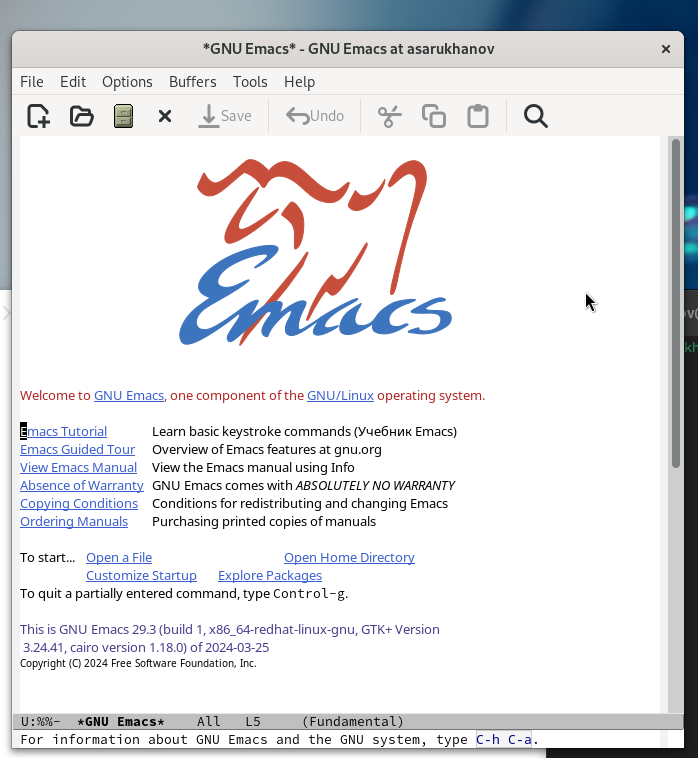 *GNU Emacs* - GNU Emacs at asarukhanov
File Edit Options Buffers Tools Help
Save Undo
Emacs
Welcome to GNU Emacs, one component of the GNU/Linux operating system.
Emacs Tutorial Learn basic keystroke commands (Учебник Emacs)
Emacs Guided Tour Overview of Emacs features at gnu.org
View Emacs Manual View the Emacs manual using Info
Absence of Warranty GNU Emacs comes with ABSOLUTELY NO WARRANTY
Copying Conditions Conditions for redistributing and changing Emacs
Ordering Manuals Purchasing printed copies of manuals
To start... Open a File Open Home Directory
Customize Startup Explore Packages
To quit a partially entered command, type Control-g.
This is GNU Emacs 29.3 (build 1, x86_64-redhat-linux-gnu, GTK+ Version
3.24.41, cairo version 1.18.0) of 2024-03-25
Copyright (C) 2024 Free Software Foundation, Inc.
U:%%- *GNU Emacs* All L5 (Fundamental)
For information about GNU Emacs and the GNU system, type C-h C-a.